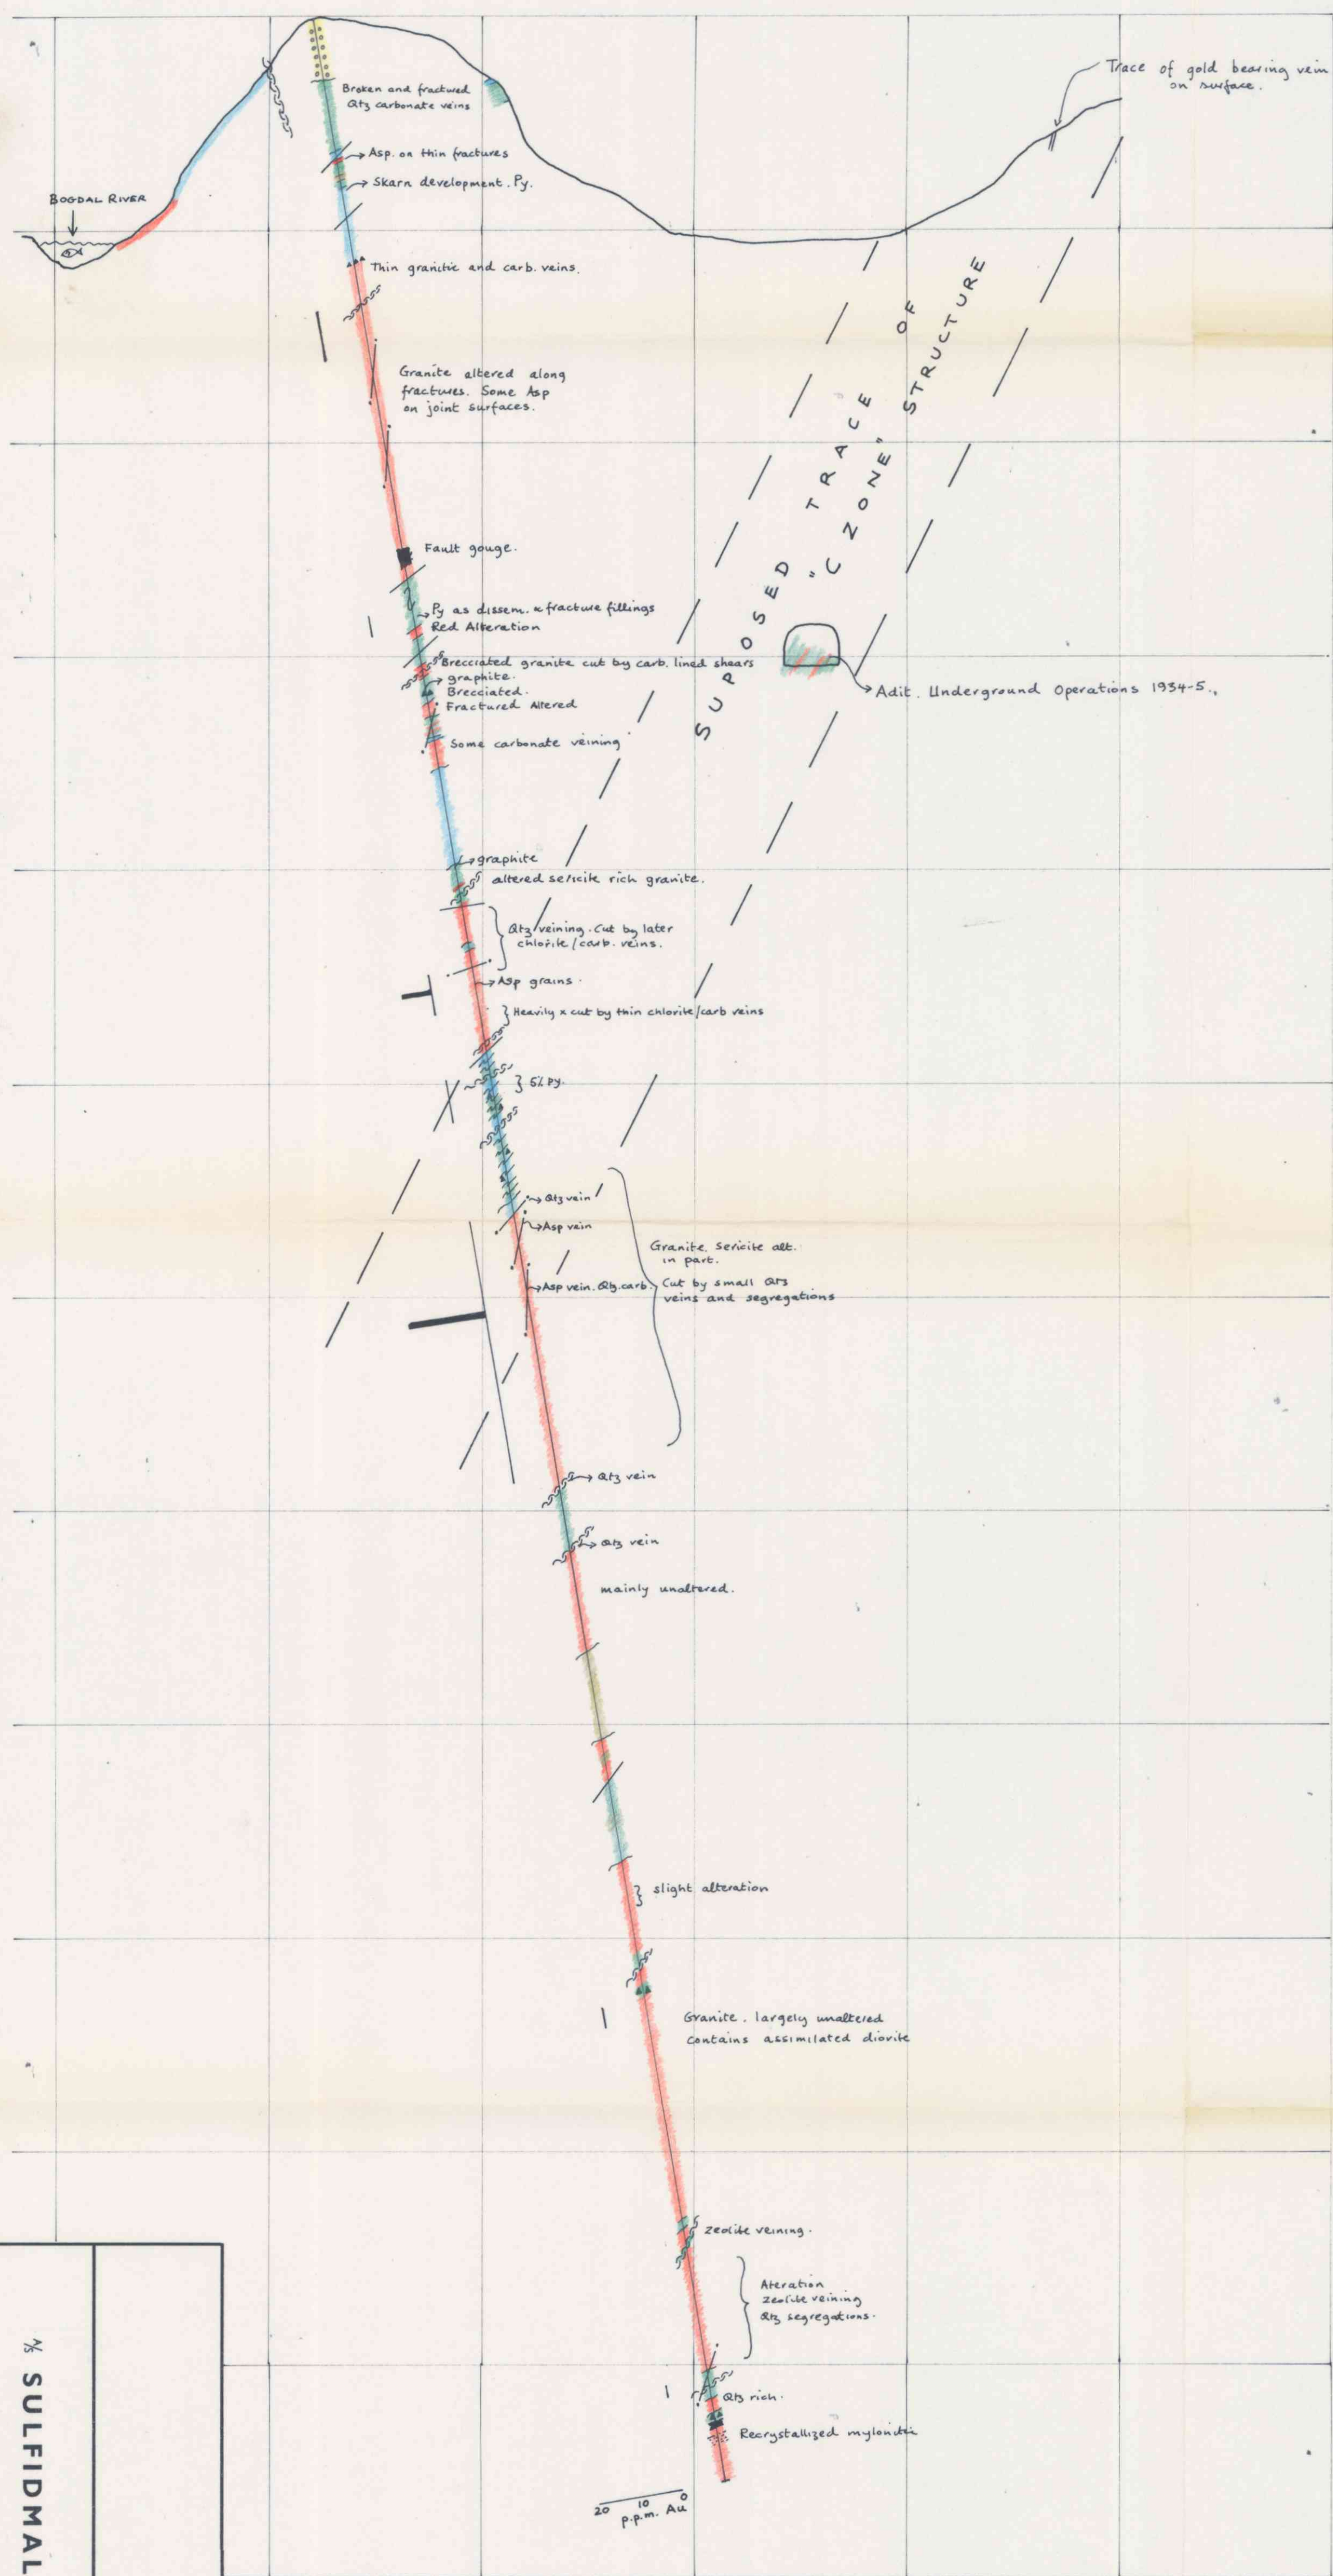 Trace of gold bearing vein
on surface.
Broken and fractured
Qtz carbonate veins
Asp. on thin fractures
Skarn development. Py.
BOGDAL RIVER
Thin granitic and carb. veins.
Granite altered along
fractures. Some Asp
on joint surfaces.
SUPPOSED TRACE OF
"C ZONE" STRUCTURE
Fault gouge.
Py as dissem. & fracture fillings
Red Alteration
Brecciated granite cut by carb. lined shears
graphite.
Brecciated.
Fractured Altered
Adit. Underground Operations 1934-5.
Some carbonate veining
graphite
altered sericite rich granite.
Qtz veining. Cut by later
chlorite/carb. veins.
Asp grains.
Heavily x cut by thin chlorite/carb veins
5% Py.
Qtz vein
Asp vein
Granite. Sericite alt.
in part.
Asp vein. Qtz. carb.
Cut by small Qtz
veins and segregations
Qtz vein
Qtz vein
mainly unaltered.
slight alteration
Granite. largely unaltered
contains assimilated diorite
zeolite veining.
Ateration
zeolite veining
Qtz segregations.
Qtz rich.
Recrystallized mylonite
20 10 0
p.p.m. Au
A/S SULFIDMAL